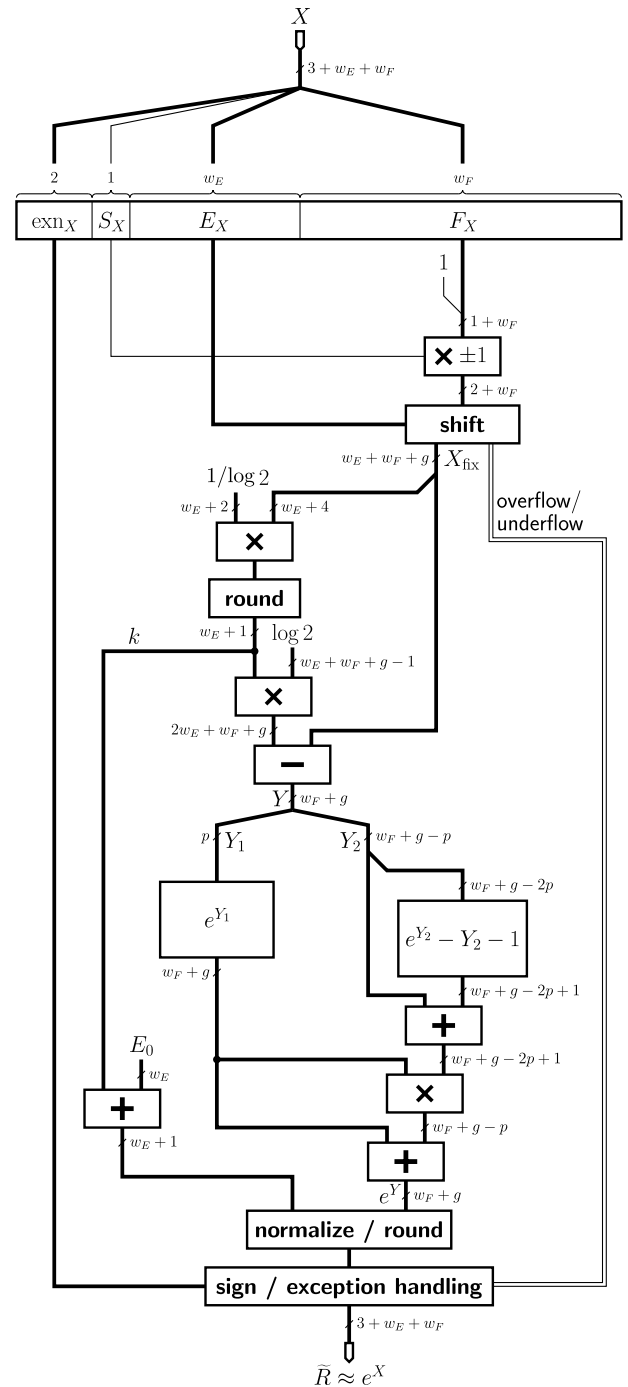 X
3 + w_E + w_F
2 1 w_E w_F
exn_X S_X E_X F_X
1
1 + w_F
× ±1
2 + w_F
shift
w_E + w_F + g X_fix
1/log 2
w_E + 2 w_E + 4
overflow/
underflow
×
round
w_E + 1 log 2
k
w_E + w_F + g − 1
×
2w_E + w_F + g
−
Y w_F + g
p Y_1 Y_2 w_F + g − p
w_F + g − 2p
e^{Y_1}
e^{Y_2} − Y_2 − 1
w_F + g
w_F + g − 2p + 1
+
E_0
w_F + g − 2p + 1
w_E
×
+
w_F + g − p
w_E + 1
+
e^Y w_F + g
normalize / round
sign / exception handling
3 + w_E + w_F
R̃ ≈ e^X